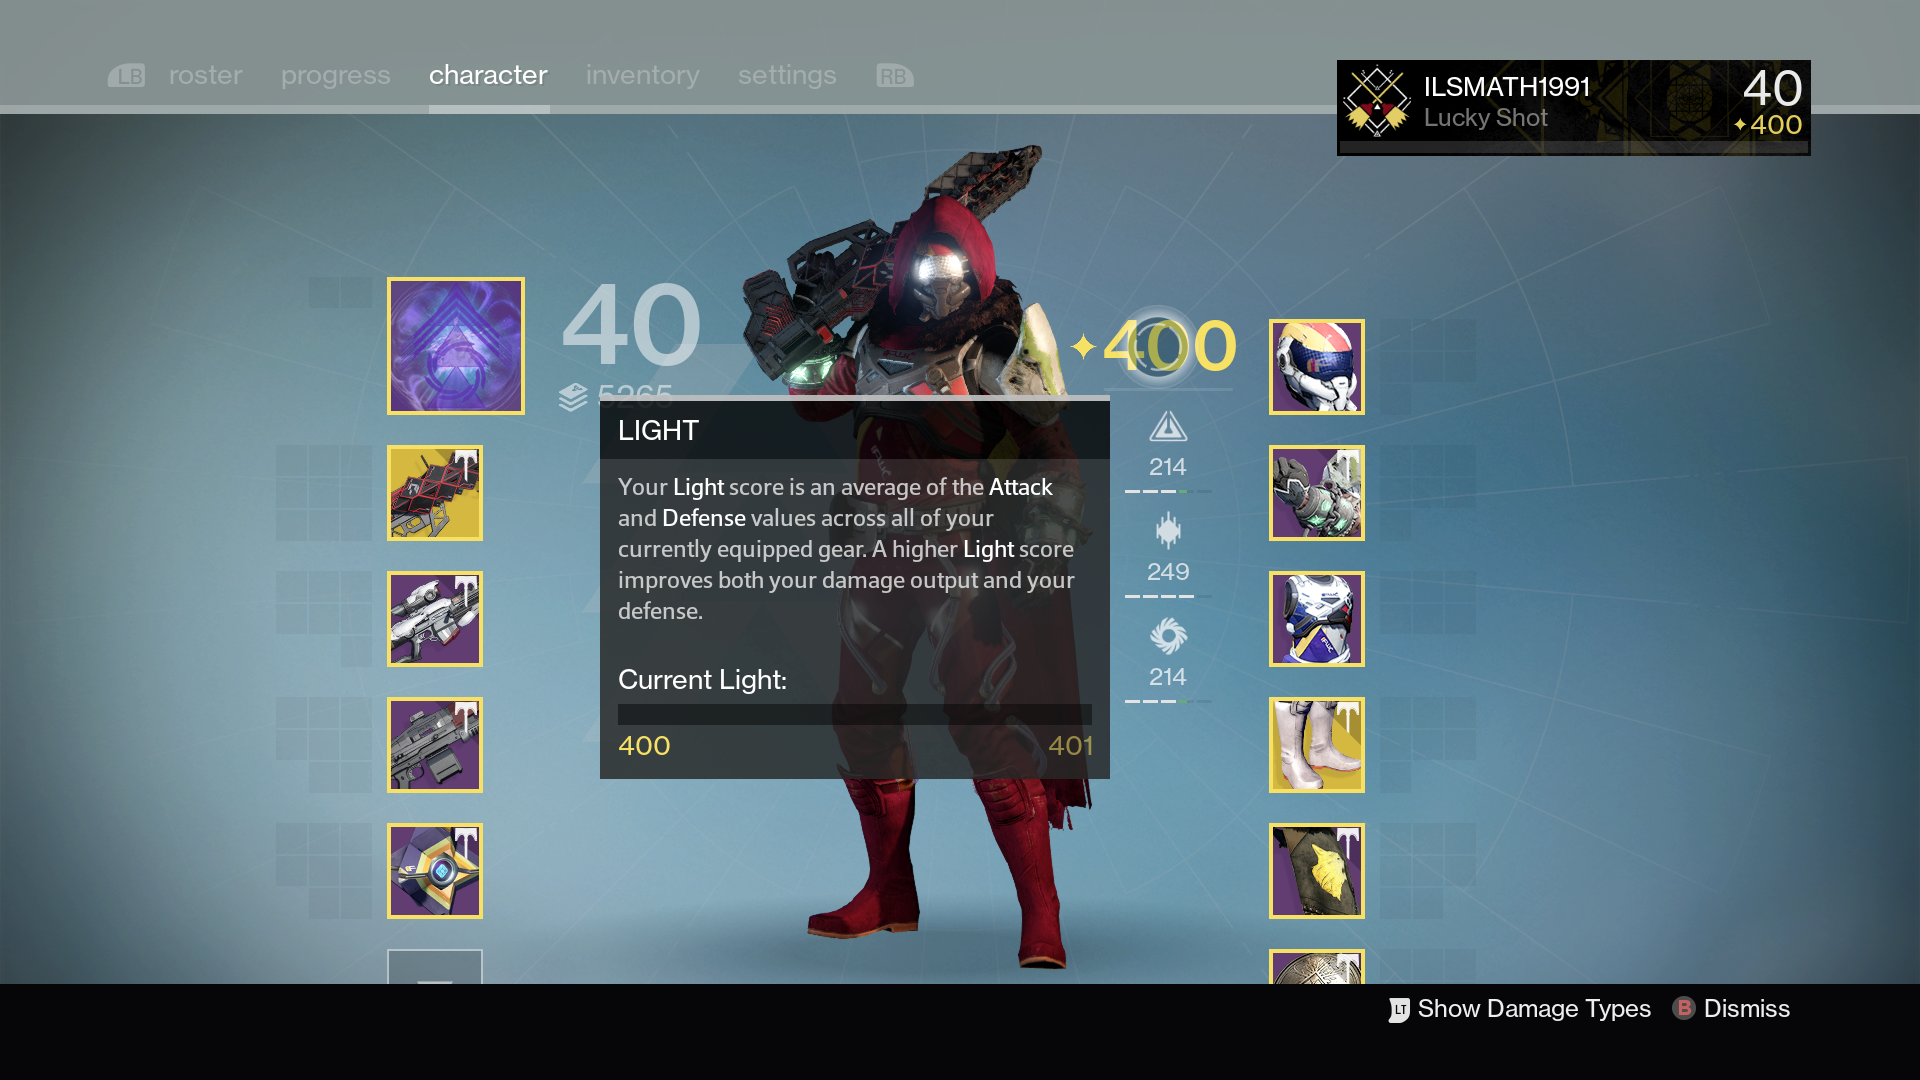 LB roster progress character inventory settings RB
ILSMATH1991 40
Lucky Shot 400
40
400
5265
LIGHT
Your Light score is an average of the Attack
and Defense values across all of your
currently equipped gear. A higher Light score
improves both your damage output and your
defense.
Current Light:
400 401
214
249
214
LT Show Damage Types B Dismiss